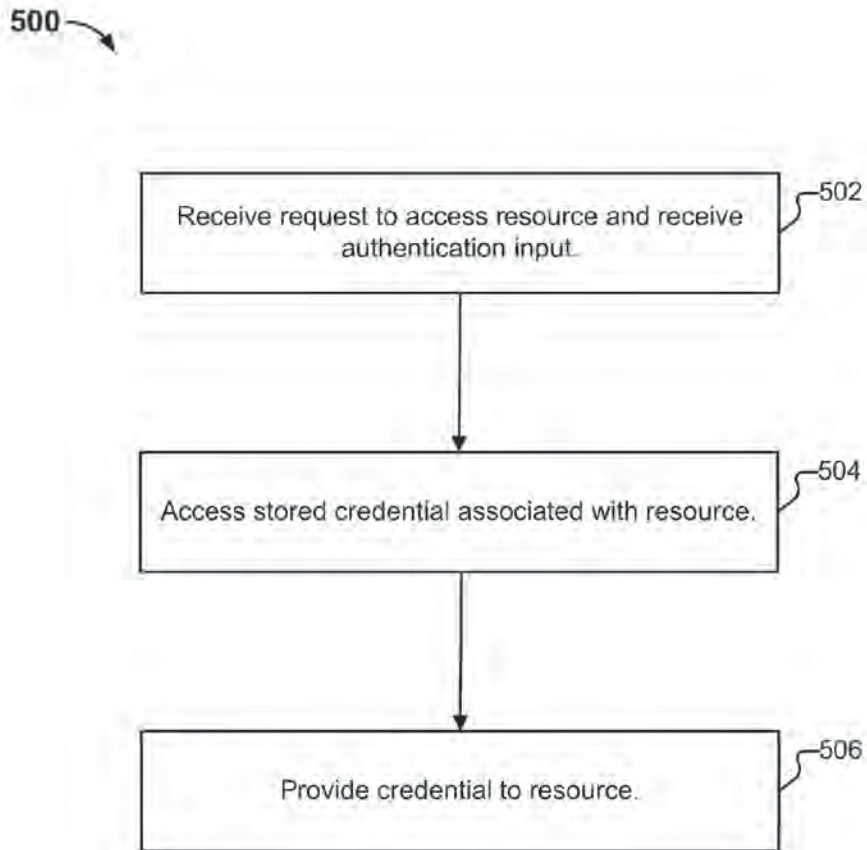 500
502
Receive request to access resource and receive
authentication input.
504
Access stored credential associated with resource.
506
Provide credential to resource.